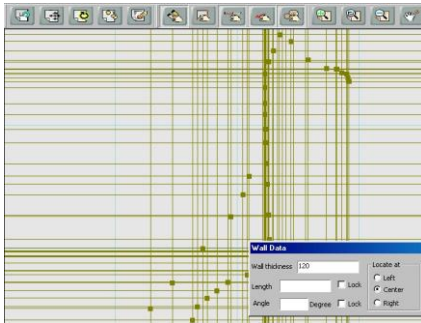 Wall Data
Wall thickness 120
Length Lock
Angle Degree Lock
Locate at
Left
Center
Right